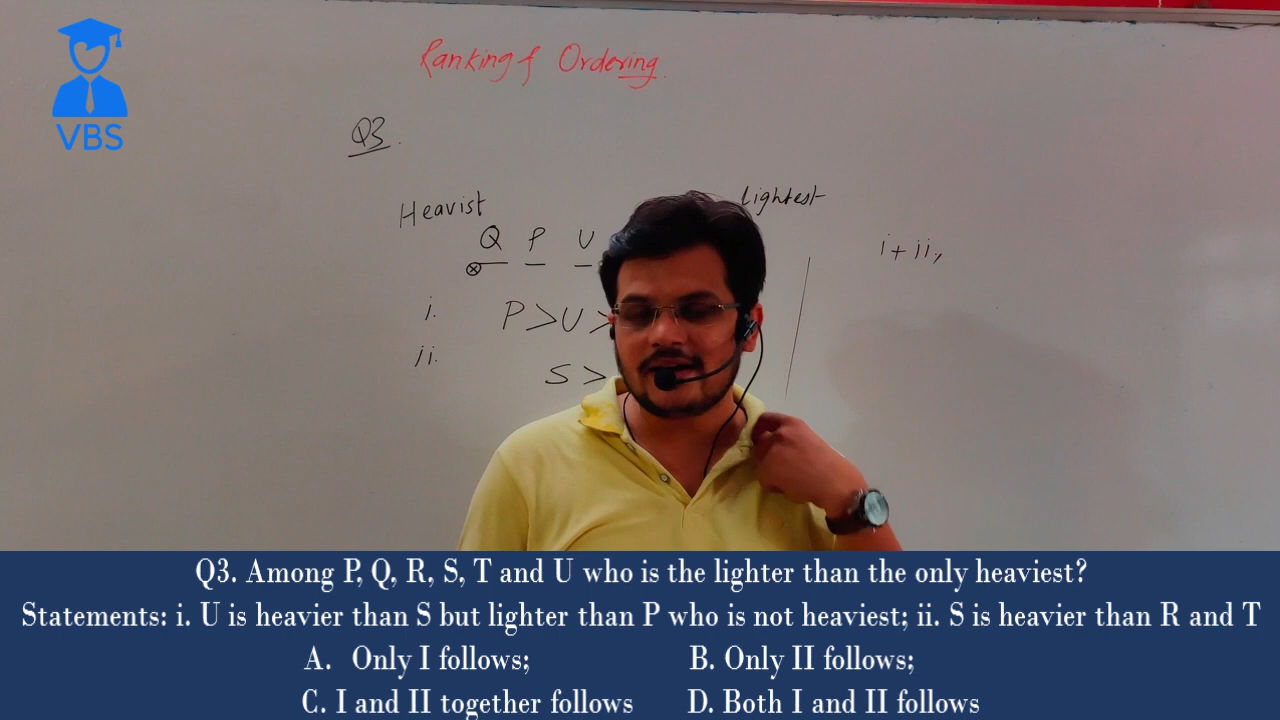 VBS
Ranking & Ordering
Q3.
Heavist lightest
Q P U
i + ii,
i. P > U >
ii. S >
Q3. Among P, Q, R, S, T and U who is the lighter than the only heaviest?
Statements: i. U is heavier than S but lighter than P who is not heaviest; ii. S is heavier than R and T
A. Only I follows; B. Only II follows;
C. I and II together follows D. Both I and II follows